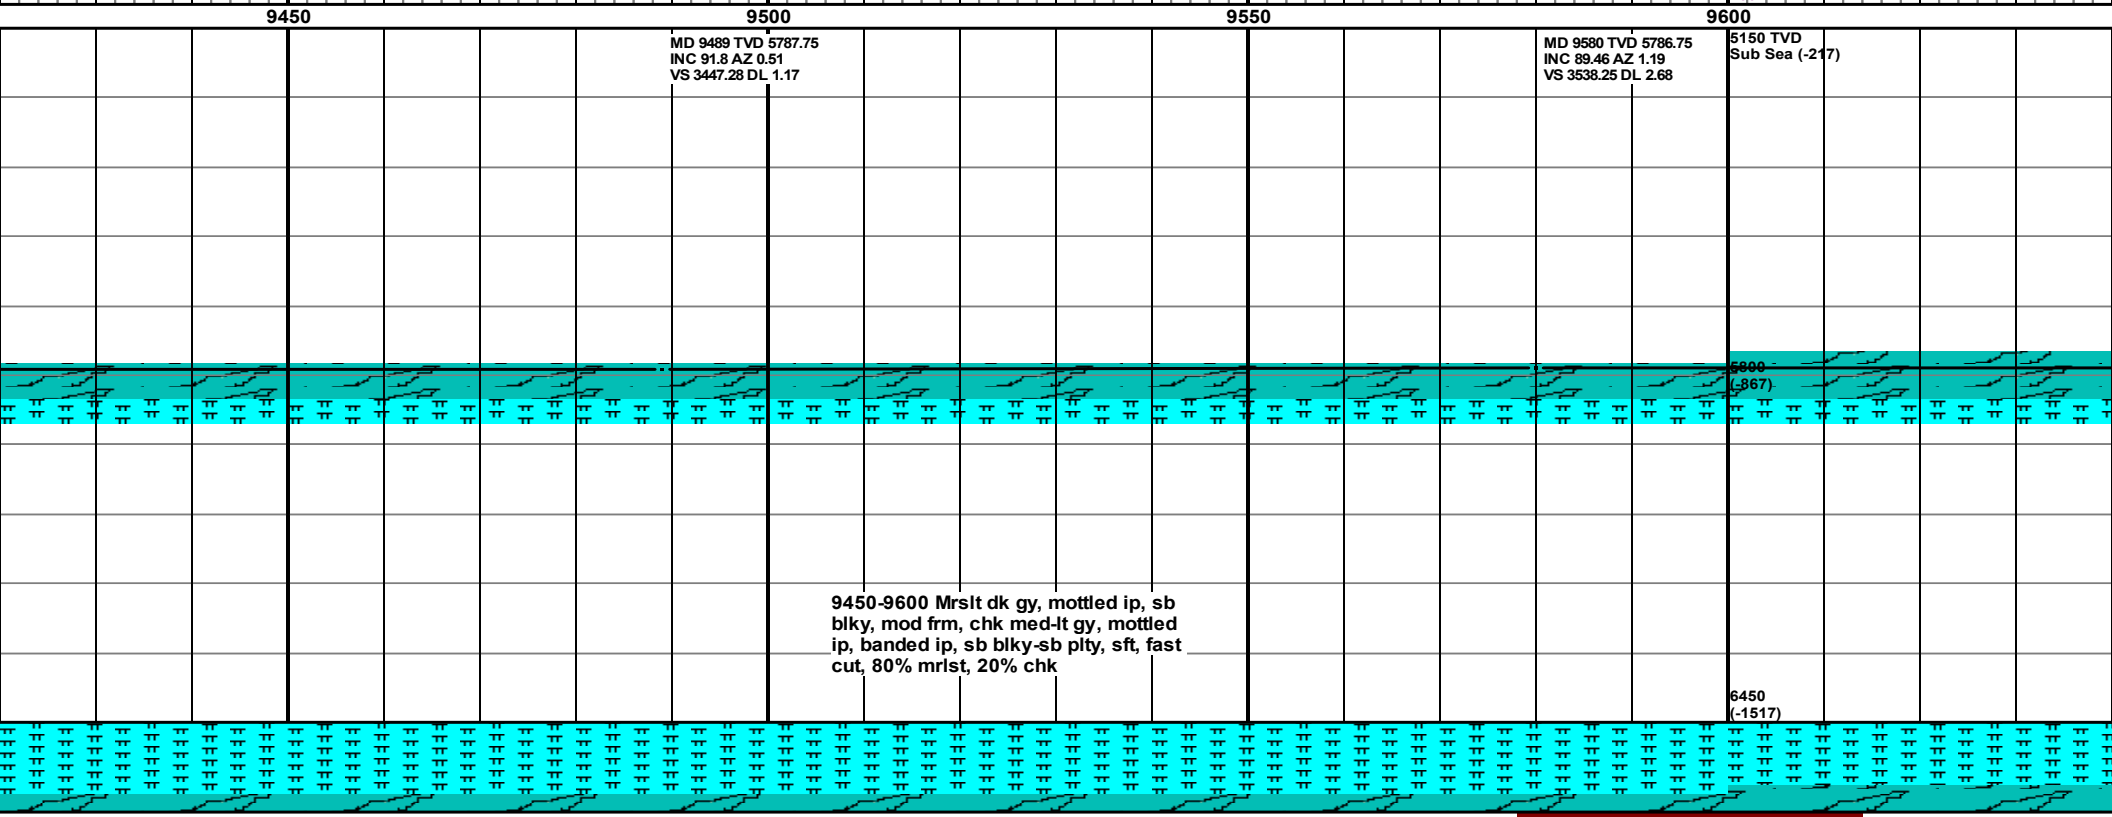 9450 9500 9550 9600
MD 9489 TVD 5787.75
INC 91.8 AZ 0.51
VS 3447.28 DL 1.17
MD 9580 TVD 5786.75
INC 89.46 AZ 1.19
VS 3538.25 DL 2.68
5150 TVD
Sub Sea (-217)
5800
(-867)
9450-9600 Mrslt dk gy, mottled ip, sb
blky, mod frm, chk med-lt gy, mottled
ip, banded ip, sb blky-sb plty, sft, fast
cut, 80% mrlst, 20% chk
6450
(-1517)